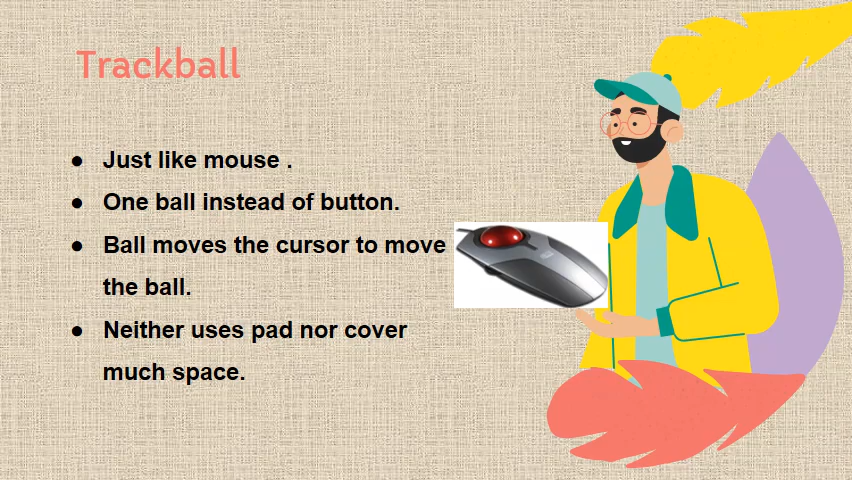 Trackball
● Just like mouse .
● One ball instead of button.
● Ball moves the cursor to move
the ball.
● Neither uses pad nor cover
much space.